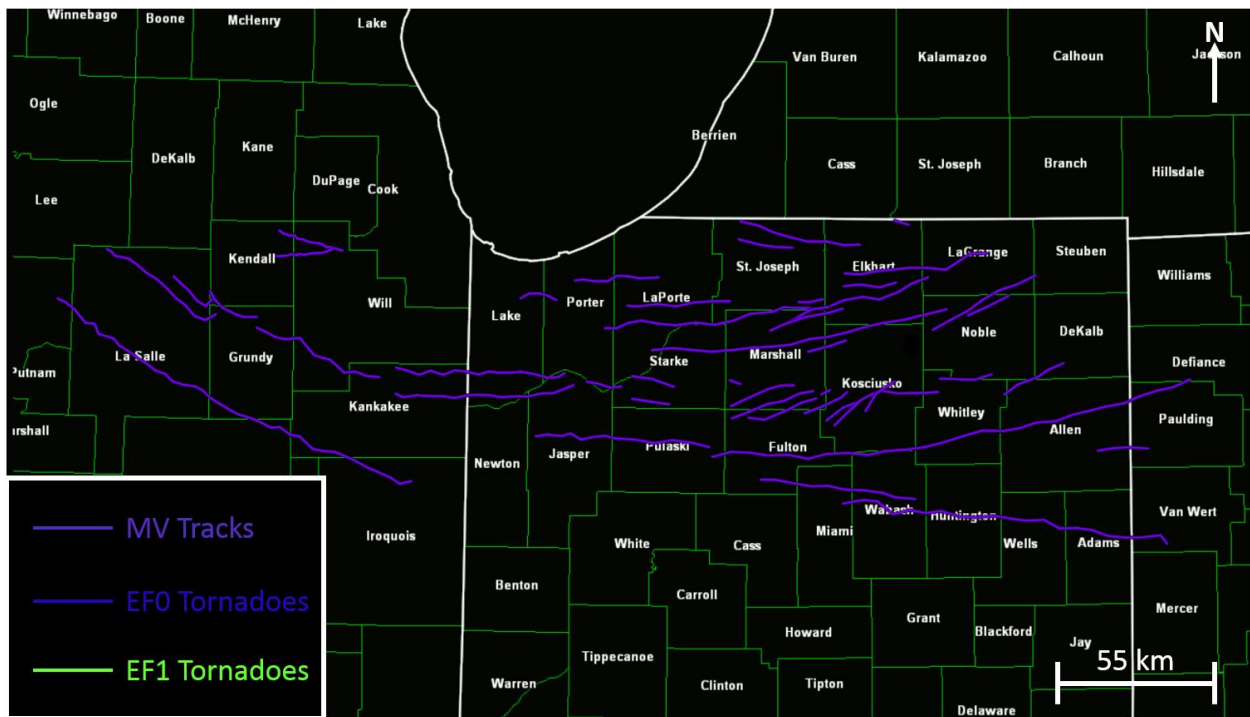 Winnebago
Boone
McHenry
Lake
N
Van Buren
Kalamazoo
Calhoun
Jackson
Ogle
Berrien
DeKalb
Kane
DuPage
Cook
Cass
St. Joseph
Branch
Hillsdale
Lee
Kendall
Will
St. Joseph
Elkhart
LaGrange
Steuben
Williams
Lake
Porter
LaPorte
La Salle
Grundy
Starke
Marshall
Noble
DeKalb
Defiance
Putnam
Kosciusko
Kankakee
Whitley
Paulding
arshall
Newton
Jasper
Pulaski
Fulton
Allen
MV Tracks
Iroquois
White
Cass
Miami
Wabash
Huntington
Wells
Adams
Van Wert
EF0 Tornadoes
Benton
Carroll
Mercer
Grant
Howard
Blackford
Jay
EF1 Tornadoes
Tippecanoe
55 km
Warren
Clinton
Tipton
Delaware